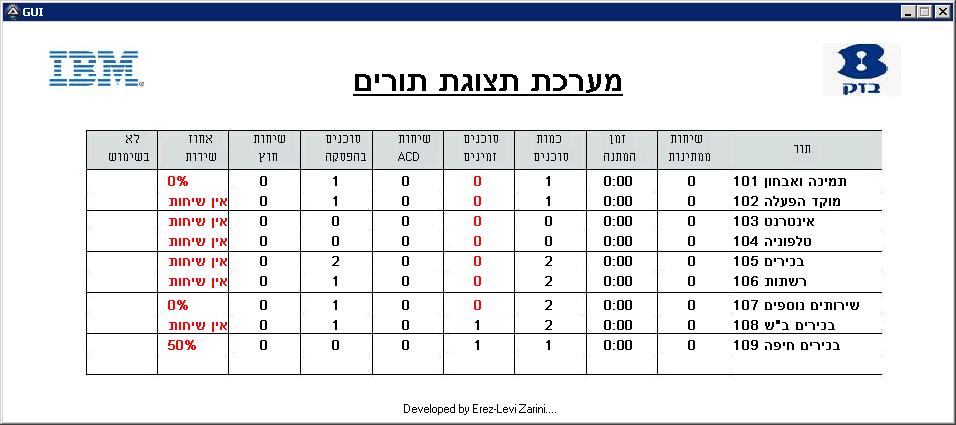 GUI
IBM
מערכת תצוגת תורים
בזק
תור שיחות ממתינות זמן המתנה כמות סוכנים סוכנים זמינים שיחות ACD סוכנים בהפסקה שיחות חוץ אחוז שירות לא בשימוש
תמיכה ואבחון 101 0 0:00 1 0 0 1 0 0%
מוקד הפעלה 102 0 0:00 1 0 0 1 0 אין שיחות
אינטרנט 103 0 0:00 0 0 0 0 0 אין שיחות
טלפוניה 104 0 0:00 0 0 0 0 0 אין שיחות
בכירים 105 0 0:00 2 0 0 2 0 אין שיחות
רשתות 106 0 0:00 2 0 0 1 0 אין שיחות
שירותים נוספים 107 0 0:00 2 0 0 1 0 0%
בכירים ב"ש 108 0 0:00 2 1 0 1 0 אין שיחות
בכירים חיפה 109 0 0:00 1 1 0 0 0 50%
Developed by Erez-Levi Zarini....